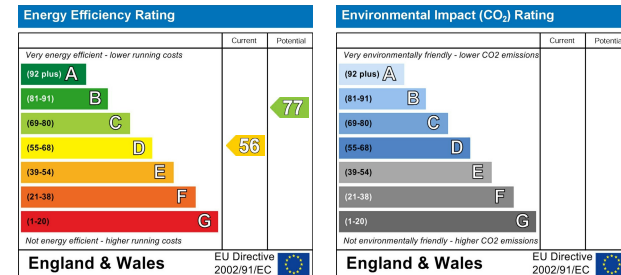 Energy Efficiency Rating
Current Potential
Very energy efficient - lower running costs
(92 plus) A
(81-91) B
(69-80) C
(55-68) D
(39-54) E
(21-38) F
(1-20) G
77
56
Not energy efficient - higher running costs
England & Wales
EU Directive
2002/91/EC
Environmental Impact (CO₂) Rating
Current Potentia
Very environmentally friendly - lower CO2 emissions
(92 plus) A
(81-91) B
(69-80) C
(55-68) D
(39-54) E
(21-38) F
(1-20) G
Not environmentally friendly - higher CO2 emissions
England & Wales
EU Directive
2002/91/EC